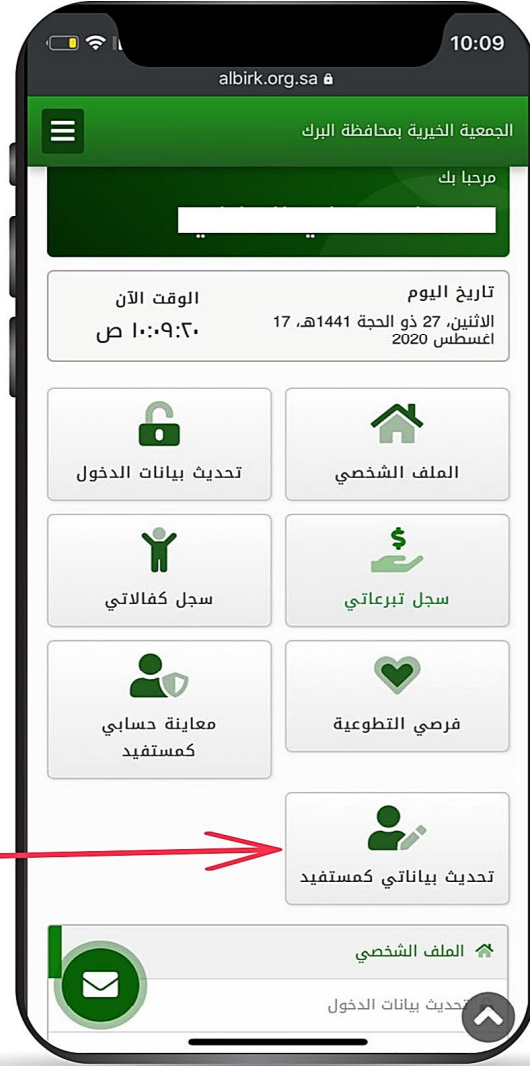 10:09
albirk.org.sa
الجمعية الخيرية بمحافظة البرك
مرحبا بك
تاريخ اليوم
الاثنين، 27 ذو الحجة 1441هـ، 17
اغسطس 2020
الوقت الآن
١٠:٠٩:٢٠ ص
الملف الشخصي
تحديث بيانات الدخول
سجل تبرعاتي
سجل كفالاتي
فرصي التطوعية
معاينة حسابي
كمستفيد
تحديث بياناتي كمستفيد
الملف الشخصي
تحديث بيانات الدخول